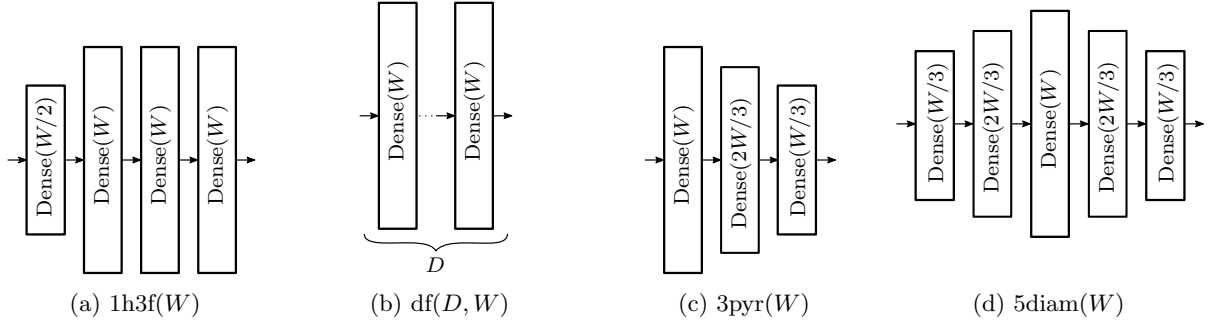 Dense(W/2)
Dense(W)
Dense(W)
Dense(W)
(a) 1h3f(W)
Dense(W)
......
Dense(W)
D
(b) df(D, W)
Dense(W)
Dense(2W/3)
Dense(W/3)
(c) 3pyr(W)
Dense(W/3)
Dense(2W/3)
Dense(W)
Dense(2W/3)
Dense(W/3)
(d) 5diam(W)